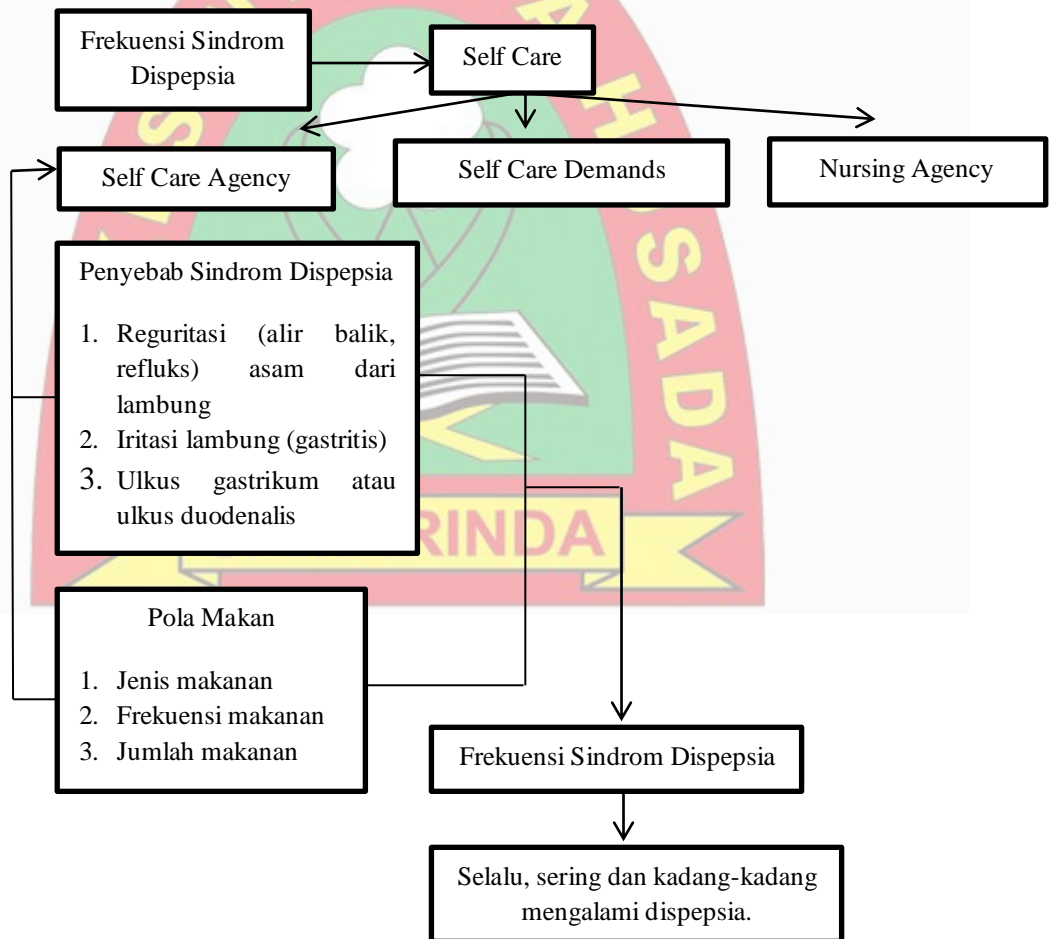 Frekuensi Sindrom
Dispepsia
Self Care
Self Care Agency
Self Care Demands
Nursing Agency
Penyebab Sindrom Dispepsia
1. Reguritasi (alir balik,
refluks) asam dari
lambung
2. Iritasi lambung (gastritis)
3. Ulkus gastrikum atau
ulkus duodenalis
Pola Makan
1. Jenis makanan
2. Frekuensi makanan
3. Jumlah makanan
Frekuensi Sindrom Dispepsia
Selalu, sering dan kadang-kadang
mengalami dispepsia.
RINDA